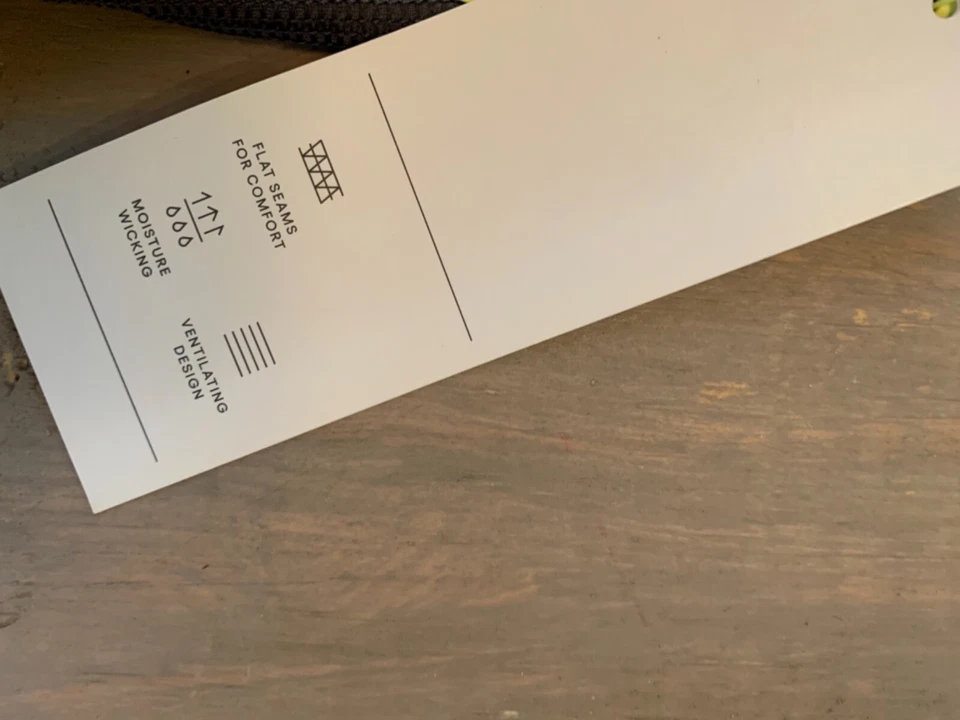 FLAT SEAMS
FOR COMFORT
MOISTURE
WICKING
VENTILATING
DESIGN